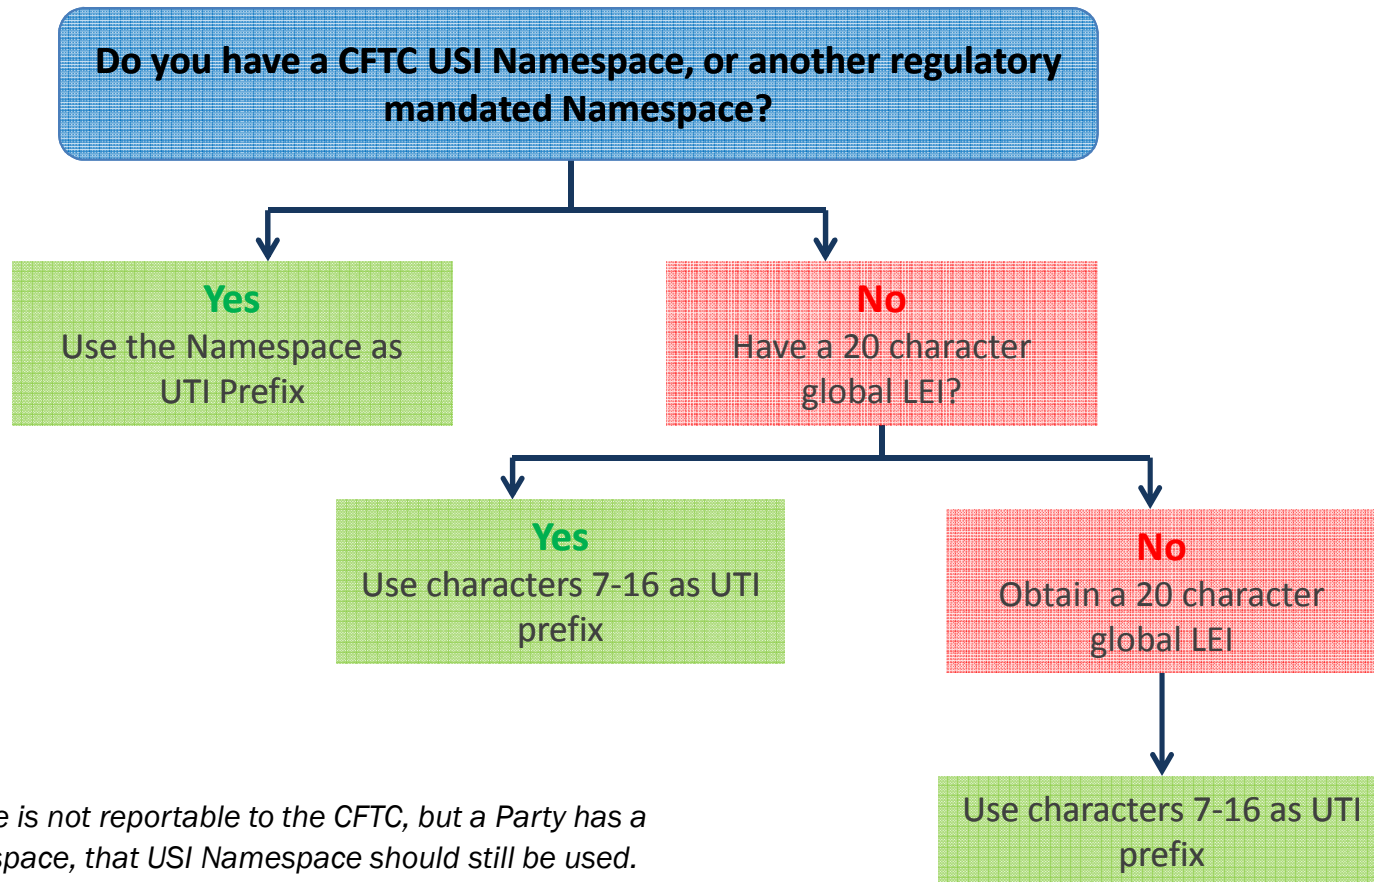 Do you have a CFTC USI Namespace, or another regulatory
mandated Namespace?
Yes
Use the Namespace as
UTI Prefix
No
Have a 20 character
global LEI?
Yes
Use characters 7-16 as UTI
prefix
No
Obtain a 20 character
global LEI
Use characters 7-16 as UTI
prefix
is not reportable to the CFTC, but a Party has a
that USI Namespace should still be used.